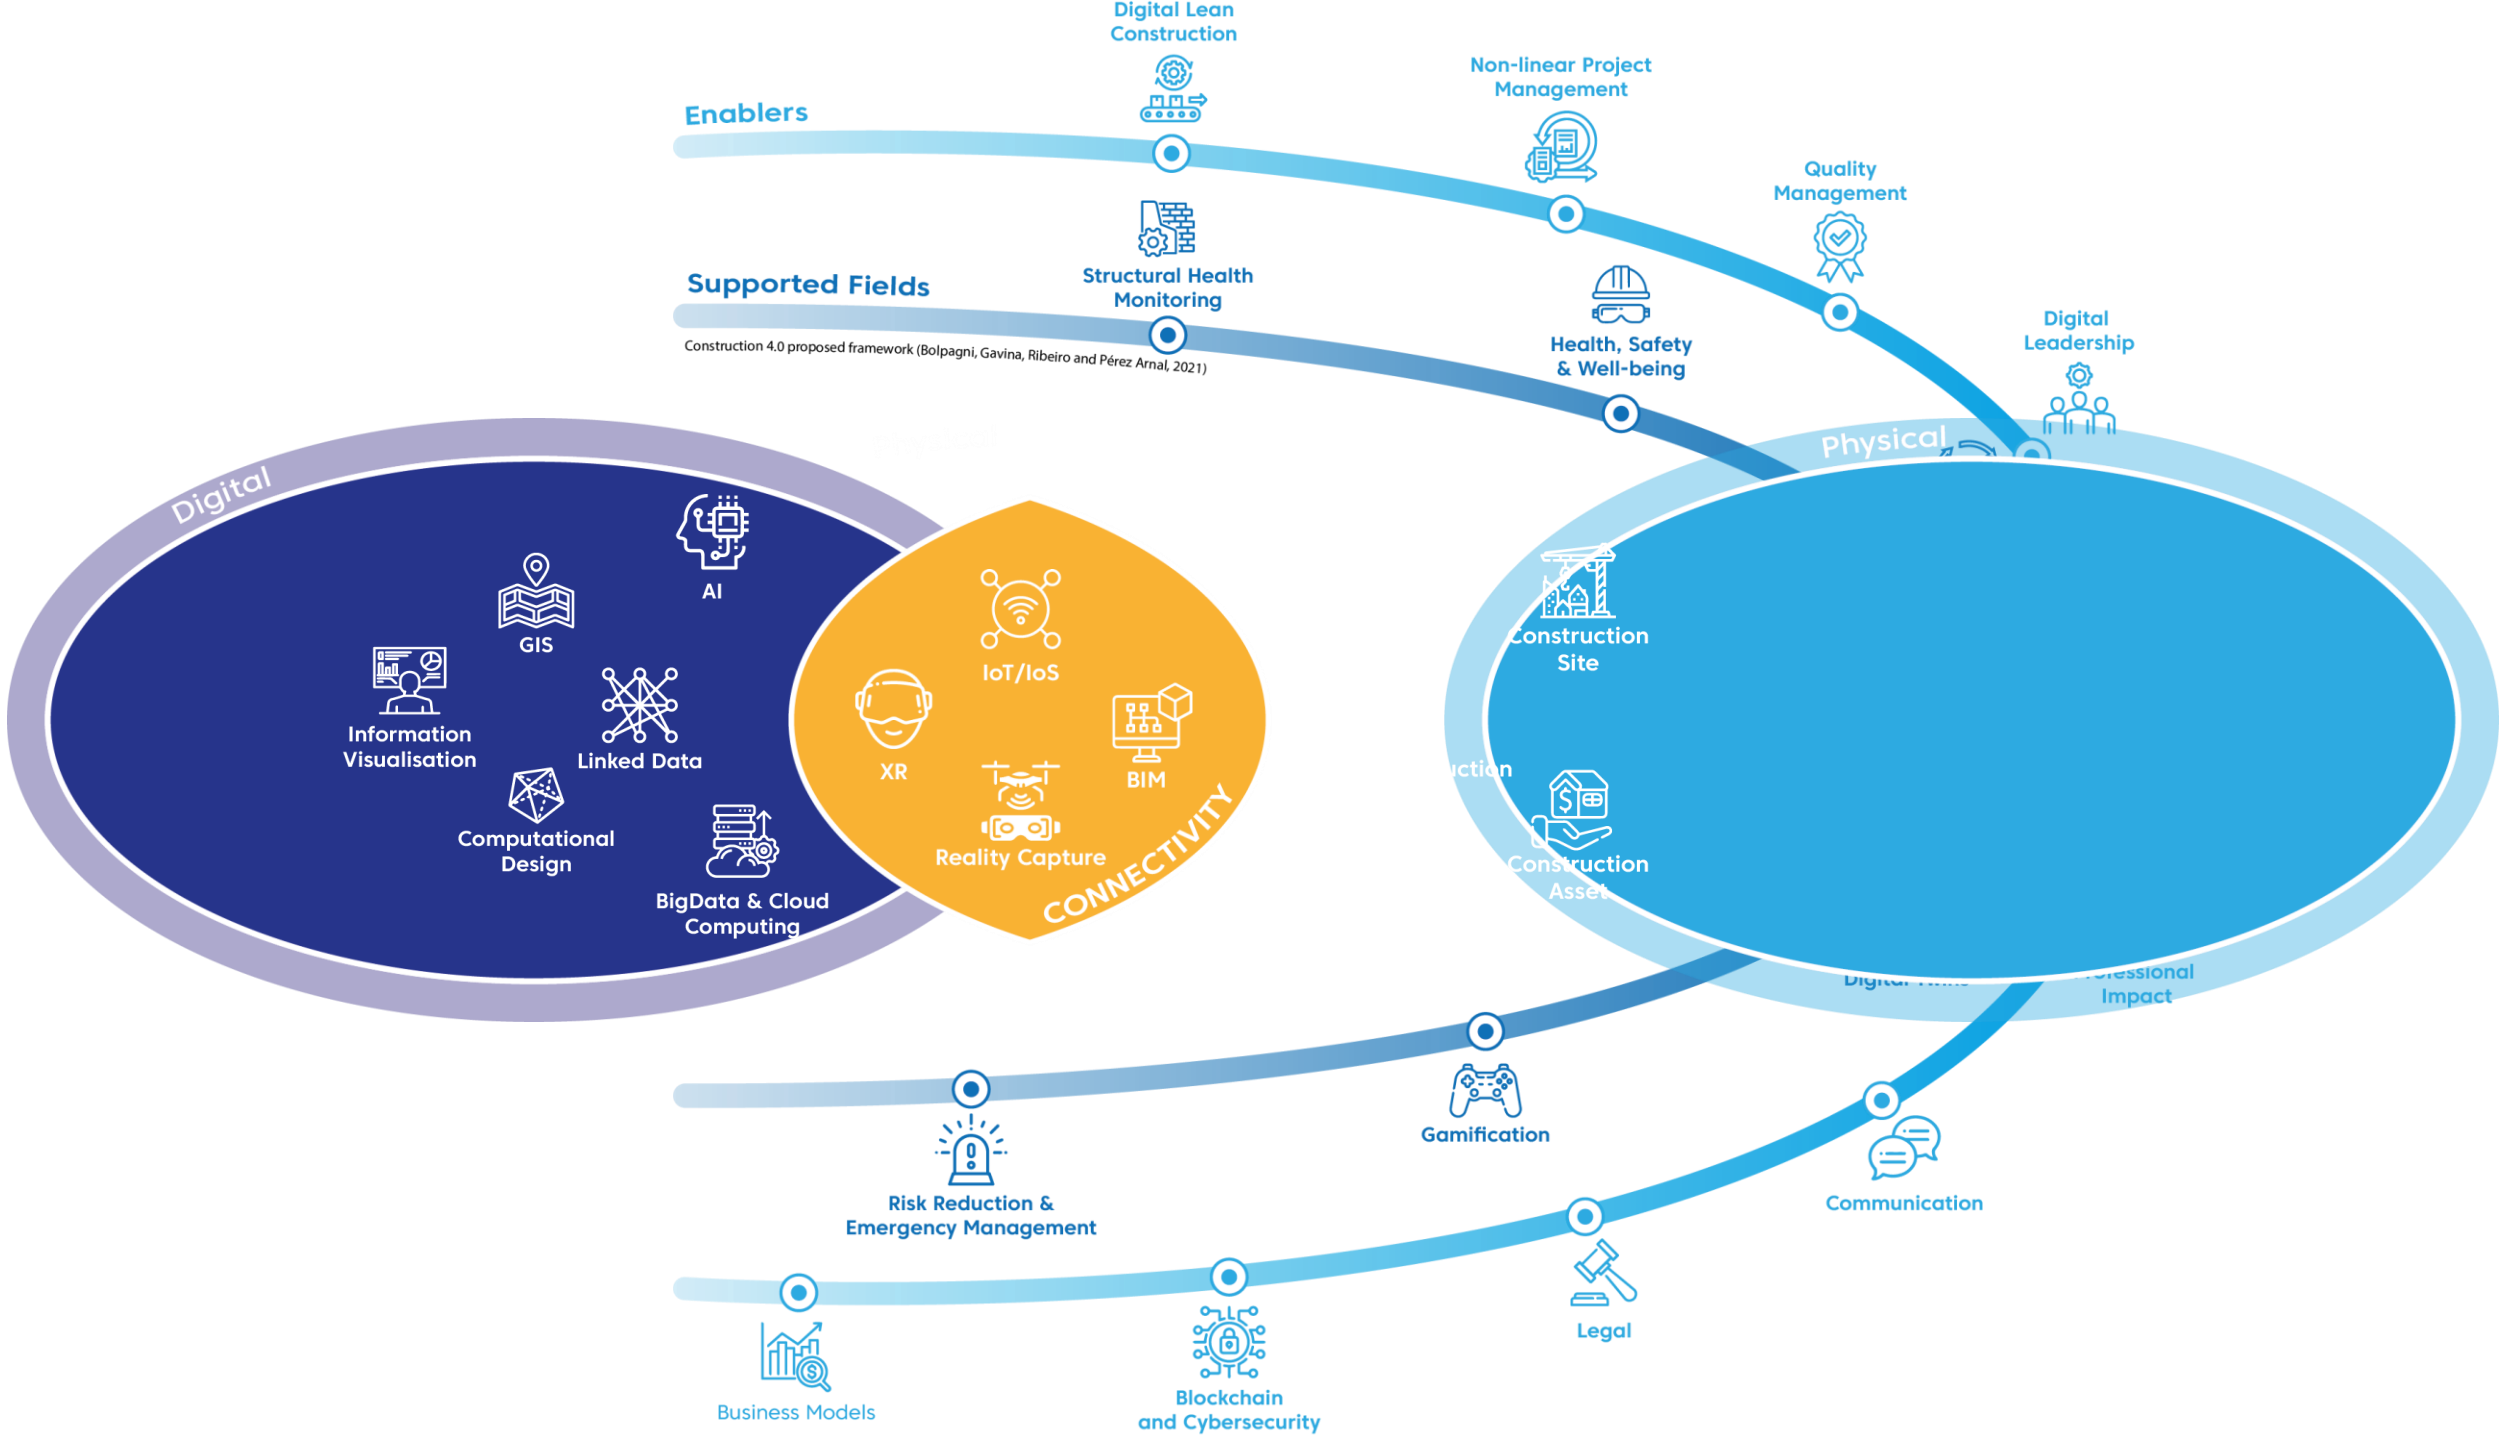 Digital Lean
Construction
Non-linear Project
Management
Enablers
Quality
Management
Structural Health
Monitoring
Supported Fields
Digital
Leadership
Health, Safety
& Well-being
Construction 4.0 proposed framework (Bolpagni, Gavina, Ribeiro and Pérez Arnal, 2021)
Physical
Digital
AI
GIS
Information
Visualisation
Linked Data
Computational
Design
BigData & Cloud
Computing
IoT/IoS
XR
BIM
Reality Capture
CONNECTIVITY
Construction
Site
Construction
Asset
Impact
Gamification
Risk Reduction &
Emergency Management
Communication
Legal
Business Models
Blockchain
and Cybersecurity